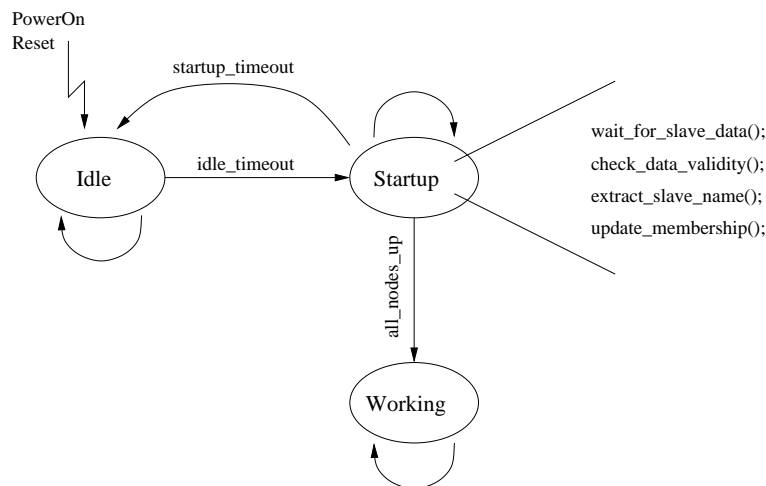 PowerOn
Reset
startup_timeout
wait_for_slave_data();
check_data_validity();
extract_slave_name();
update_membership();
Idle
idle_timeout
Startup
all_nodes_up
Working